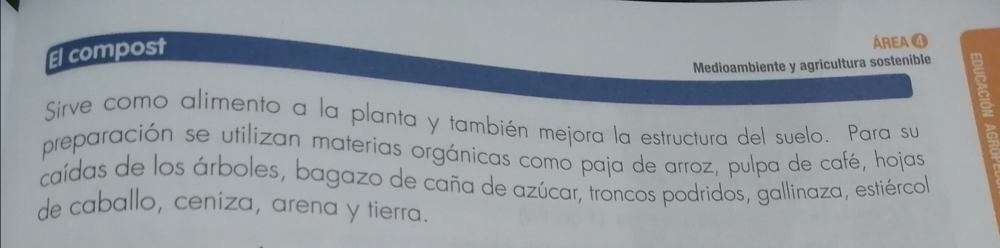 El compost
ÁREA 4
Medioambiente y agricultura sostenible
Sirve como alimento a la planta y también mejora la estructura del suelo. Para su
preparación se utilizan materias orgánicas como paja de arroz, pulpa de café, hojas
caídas de los árboles, bagazo de caña de azúcar, troncos podridos, gallinaza, estiércol
de caballo, ceniza, arena y tierra.
EDUCACIÓN